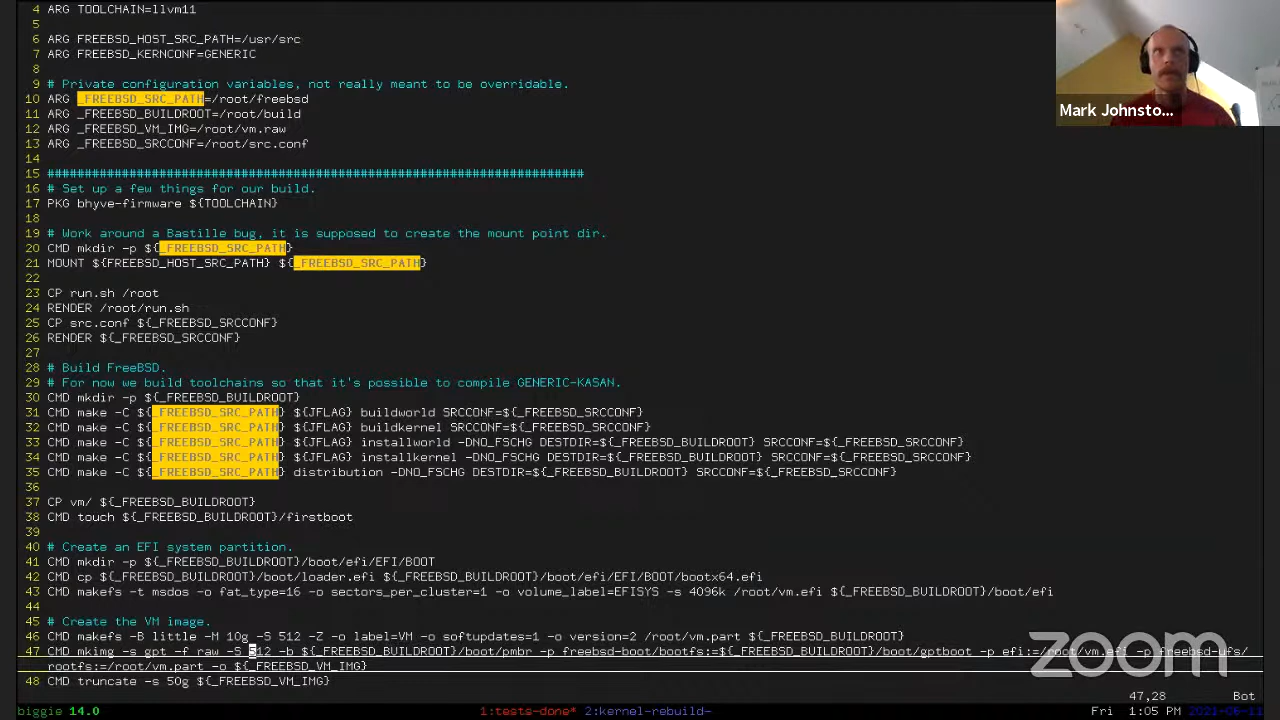 4 ARG TOOLCHAIN=llvm11
5
6 ARG FREEBSD_HOST_SRC_PATH=/usr/src
7 ARG FREEBSD_KERNCONF=GENERIC
8
9 # Private configuration variables, not really meant to be overridable.
10 ARG _FREEBSD_SRC_PATH=/root/freebsd
11 ARG _FREEBSD_BUILDROOT=/root/build
12 ARG _FREEBSD_VM_IMG=/root/vm.raw
13 ARG _FREEBSD_SRCCONF=/root/src.conf
14
15 ########################################################################
16 # Set up a few things for our build.
17 PKG bhyve-firmware ${TOOLCHAIN}
18
19 # Work around a Bastille bug, it is supposed to create the mount point dir.
20 CMD mkdir -p ${_FREEBSD_SRC_PATH}
21 MOUNT ${FREEBSD_HOST_SRC_PATH} ${_FREEBSD_SRC_PATH}
22
23 CP run.sh /root
24 RENDER /root/run.sh
25 CP src.conf ${_FREEBSD_SRCCONF}
26 RENDER ${_FREEBSD_SRCCONF}
27
28 # Build FreeBSD.
29 # For now we build toolchains so that it's possible to compile GENERIC-KASAN.
30 CMD mkdir -p ${_FREEBSD_BUILDROOT}
31 CMD make -C ${_FREEBSD_SRC_PATH} ${JFLAG} buildworld SRCCONF=${_FREEBSD_SRCCONF}
32 CMD make -C ${_FREEBSD_SRC_PATH} ${JFLAG} buildkernel SRCCONF=${_FREEBSD_SRCCONF}
33 CMD make -C ${_FREEBSD_SRC_PATH} ${JFLAG} installworld -DNO_FSCHG DESTDIR=${_FREEBSD_BUILDROOT} SRCCONF=${_FREEBSD_SRCCONF}
34 CMD make -C ${_FREEBSD_SRC_PATH} ${JFLAG} installkernel -DNO_FSCHG DESTDIR=${_FREEBSD_BUILDROOT} SRCCONF=${_FREEBSD_SRCCONF}
35 CMD make -C ${_FREEBSD_SRC_PATH} distribution -DNO_FSCHG DESTDIR=${_FREEBSD_BUILDROOT} SRCCONF=${_FREEBSD_SRCCONF}
36
37 CP vm/ ${_FREEBSD_BUILDROOT}
38 CMD touch ${_FREEBSD_BUILDROOT}/firstboot
39
40 # Create an EFI system partition.
41 CMD mkdir -p ${_FREEBSD_BUILDROOT}/boot/efi/EFI/BOOT
42 CMD cp ${_FREEBSD_BUILDROOT}/boot/loader.efi ${_FREEBSD_BUILDROOT}/boot/efi/EFI/BOOT/bootx64.efi
43 CMD makefs -t msdos -o fat_type=16 -o sectors_per_cluster=1 -o volume_label=EFISYS -s 4096k /root/vm.efi ${_FREEBSD_BUILDROOT}/boot/efi
44
45 # Create the VM image.
46 CMD makefs -B little -M 10g -S 512 -Z -o label=VM -o softupdates=1 -o version=2 /root/vm.part ${_FREEBSD_BUILDROOT}
47 CMD mkimg -s gpt -f raw -S 512 -b ${_FREEBSD_BUILDROOT}/boot/pmbr -p freebsd-boot/bootfs:=${_FREEBSD_BUILDROOT}/boot/gptboot -p efi:=/root/vm.efi -p freebsd-ufs/
rootfs:=/root/vm.part -o ${_FREEBSD_VM_IMG}
48 CMD truncate -s 50g ${_FREEBSD_VM_IMG}
47,28 Bot
biggie 14.0 1:tests-done* 2:kernel-rebuild- Fri 1:05 PM 2021-06-11
Mark Johnsto...
zoom